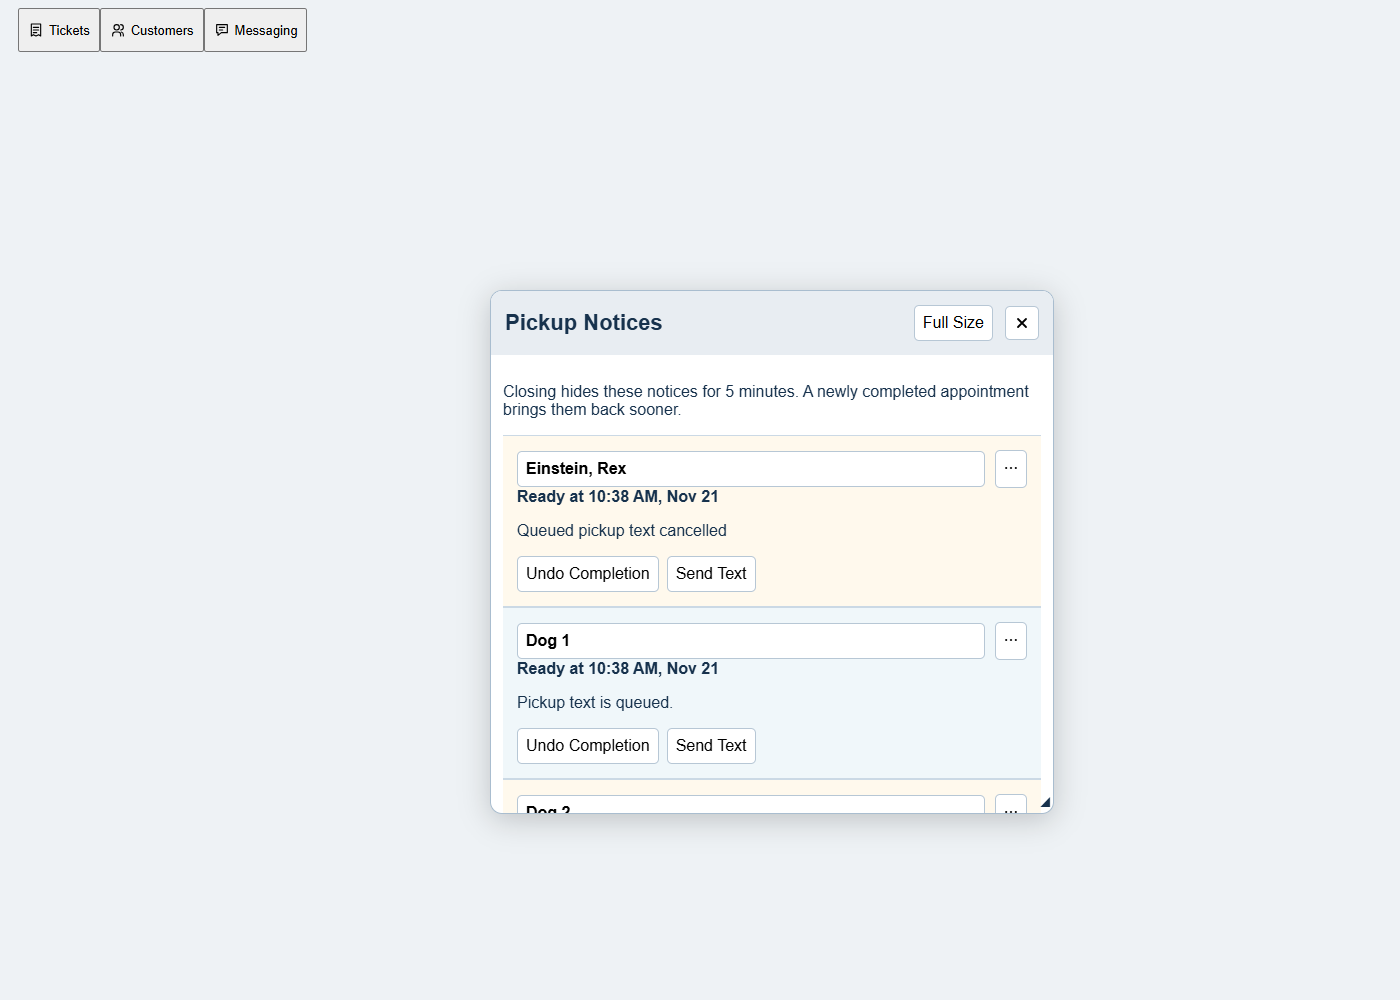 Tickets Customers Messaging
Pickup Notices Full Size ×
Closing hides these notices for 5 minutes. A newly completed appointment
brings them back sooner.
Einstein, Rex ...
Ready at 10:38 AM, Nov 21
Queued pickup text cancelled
Undo Completion Send Text
Dog 1 ...
Ready at 10:38 AM, Nov 21
Pickup text is queued.
Undo Completion Send Text
Dog 2 ...